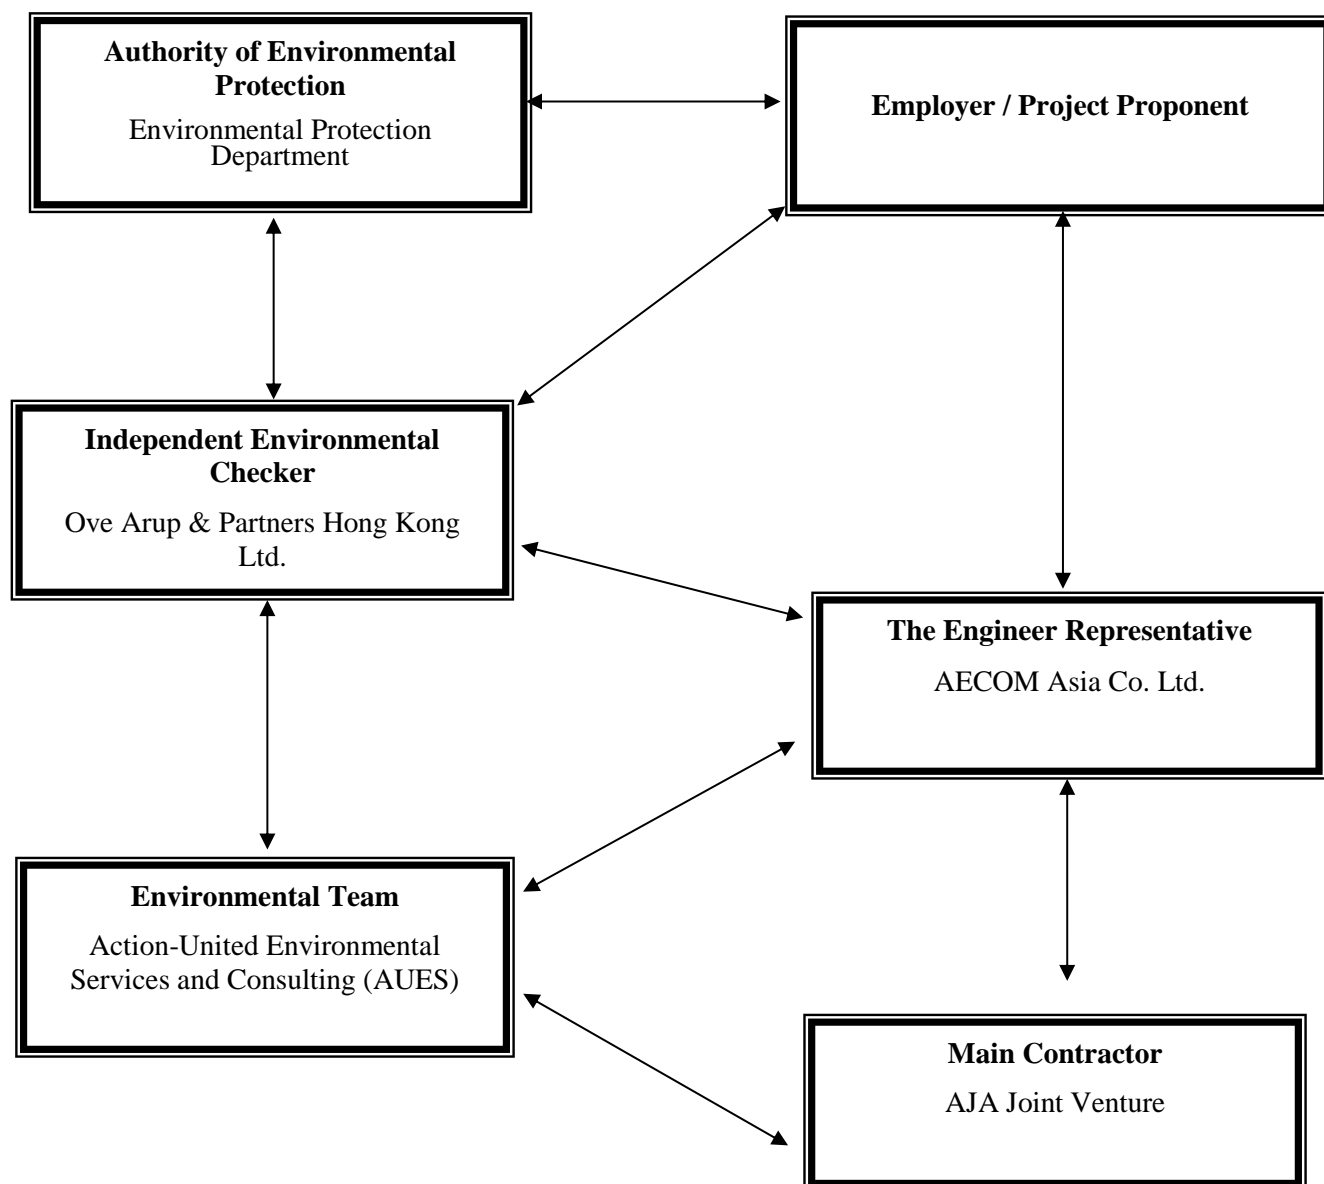 Authority of Environmental
Protection
Environmental Protection
Department
Employer / Project Proponent
Independent Environmental
Checker
Ove Arup & Partners Hong Kong
Ltd.
The Engineer Representative
AECOM Asia Co. Ltd.
Environmental Team
Action-United Environmental
Services and Consulting (AUES)
Main Contractor
AJA Joint Venture